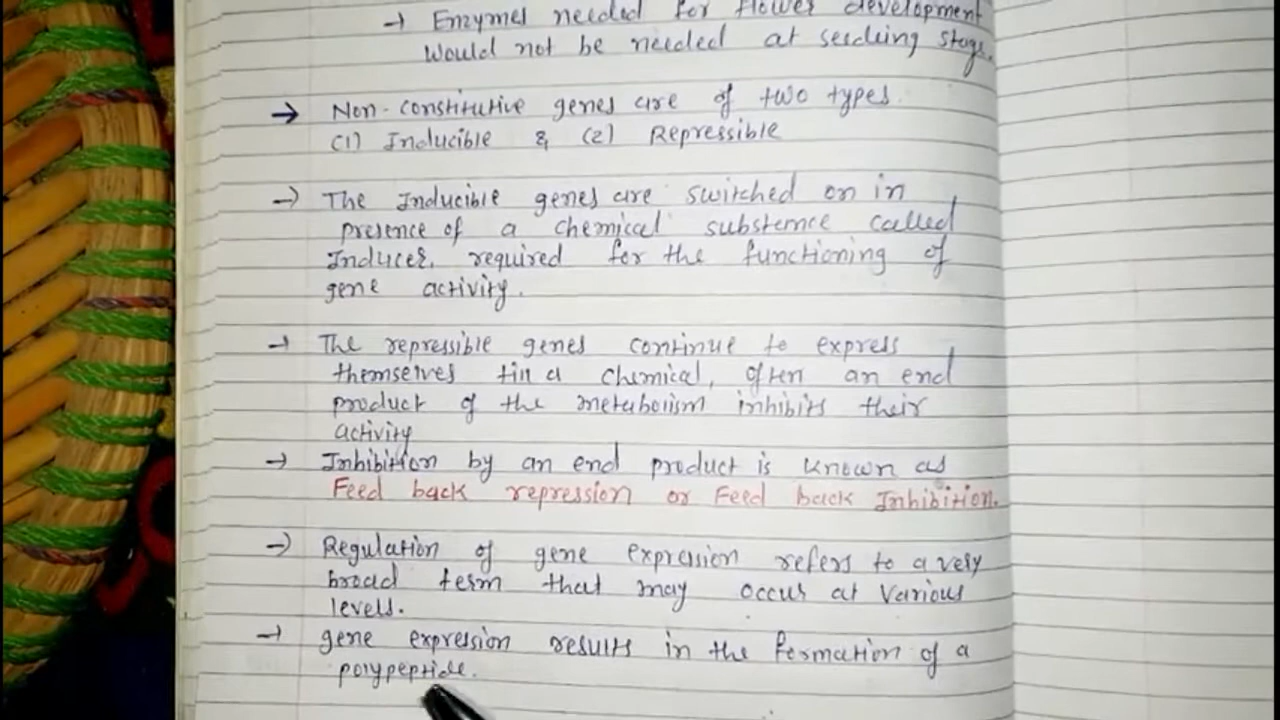 → Enzymes needed for flower development
would not be needed at seedling stage.
→ Non-constitutive genes are of two types.
(1) Inducible & (2) Repressible
→ The Inducible genes are switched on in
presence of a chemical substance called
Inducer, required for the functioning of
gene activity.
→ The repressible genes continue to express
themselves till a chemical, often an end
product of the metabolism inhibits their
activity
→ Inhibition by an end product is known as
Feed back repression or Feed back Inhibition.
→ Regulation of gene expression refers to a very
broad term that may occur at various
levels.
→ gene expression results in the formation of a
polypeptide.